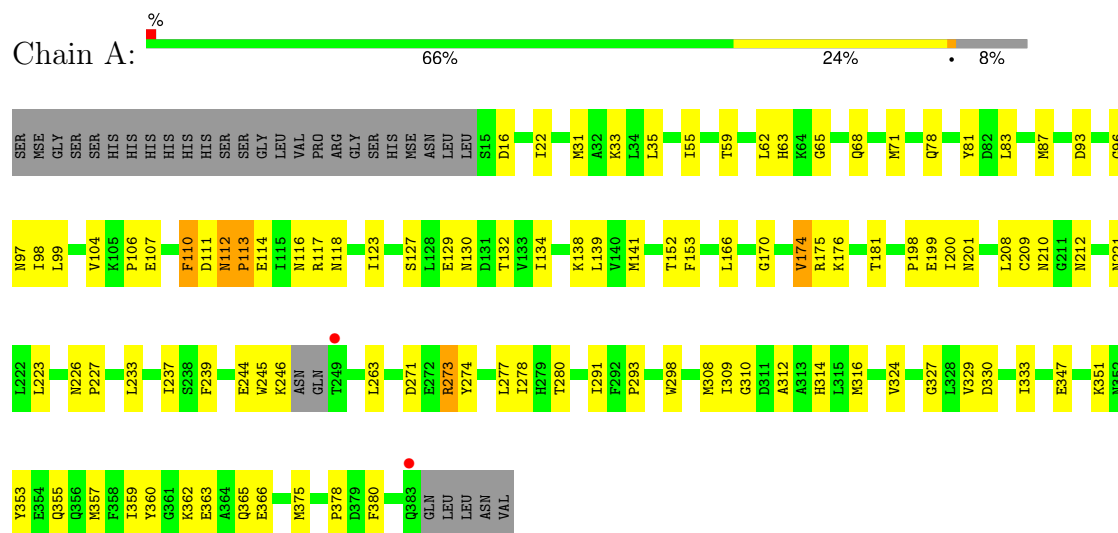 %
Chain A:
66% 24% • 8%
SER MSE GLY SER SER HIS HIS HIS HIS HIS HIS SER SER GLY LEU VAL PRO ARG GLY SER HIS MSE ASN LEU LEU S15 D16 I22 M31 A32 K33 L34 L35 I55 T59 L62 H63 K64 G65 Q68 M71 Q78 Y81 D82 L83 M87 D93
N97 I98 L99 V104 K105 P106 E107 F110 D111 N112 P113 E114 I115 N116 R117 N118 I123 S127 L128 E129 N130 D131 T132 V133 I134 K138 L139 V140 M141 T152 F153 L166 G170 V174 R175 K176 T181 P198 E199 I200 N201 L208 C209 N210 G211 N212 N221
L222 L223 N226 P227 L233 I237 S238 F239 E244 W245 K246 ASN GLN T249 L263 D271 E272 R273 Y274 L277 I278 H279 T280 I291 F292 P293 W298 M308 I309 G310 D311 A312 A313 H314 L315 M316 V324 G327 L328 V329 D330 I333 E347 K351
Y353 E354 Q355 Q356 M357 F358 I359 Y360 G361 K362 E363 A364 Q365 E366 M375 P378 D379 F380 Q383 GLN LEU LEU ASN VAL